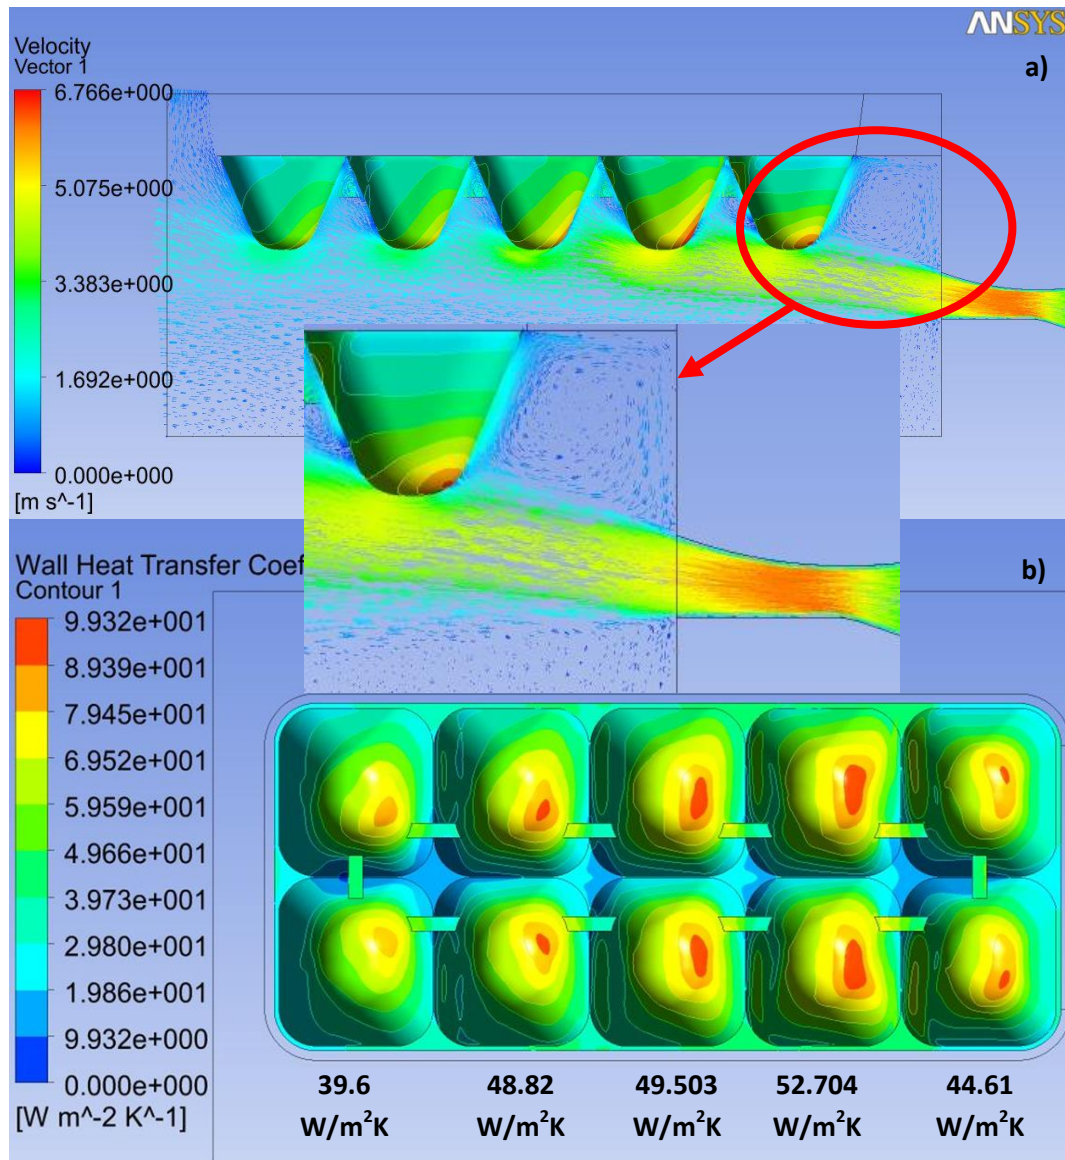 ANSYS
a)
Velocity
Vector 1
6.766e+000
5.075e+000
3.383e+000
1.692e+000
0.000e+000
[m s^-1]
b)
Wall Heat Transfer Coef
Contour 1
9.932e+001
8.939e+001
7.945e+001
6.952e+001
5.959e+001
4.966e+001
3.973e+001
2.980e+001
1.986e+001
9.932e+000
0.000e+000
[W m^-2 K^-1]
39.6 48.82 49.503 52.704 44.61
W/m²K W/m²K W/m²K W/m²K W/m²K